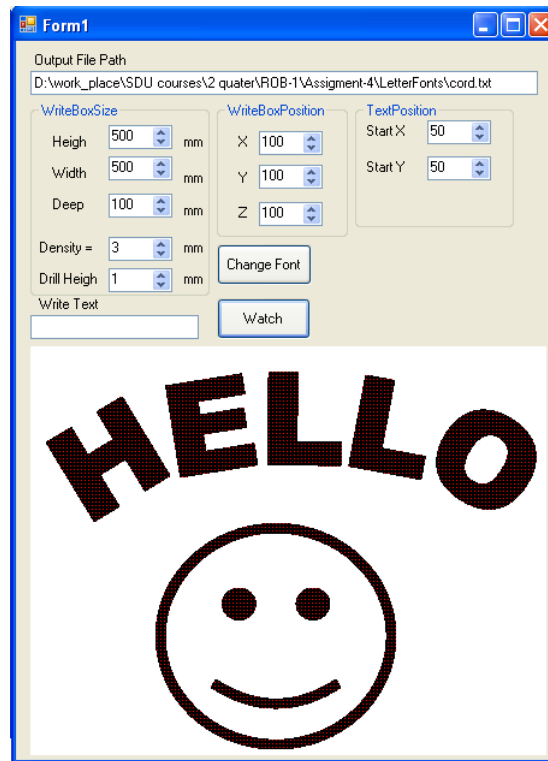 Form1
Output File Path
D:\work_place\SDU courses\2 quater\ROB-1\Assigment-4\LetterFonts\cord.txt
WriteBoxSize
Heigh 500 mm
Width 500 mm
Deep 100 mm
Density = 3 mm
Drill Heigh 1 mm
WriteBoxPosition
X 100
Y 100
Z 100
TextPosition
Start X 50
Start Y 50
Change Font
Write Text
Watch
HELLO